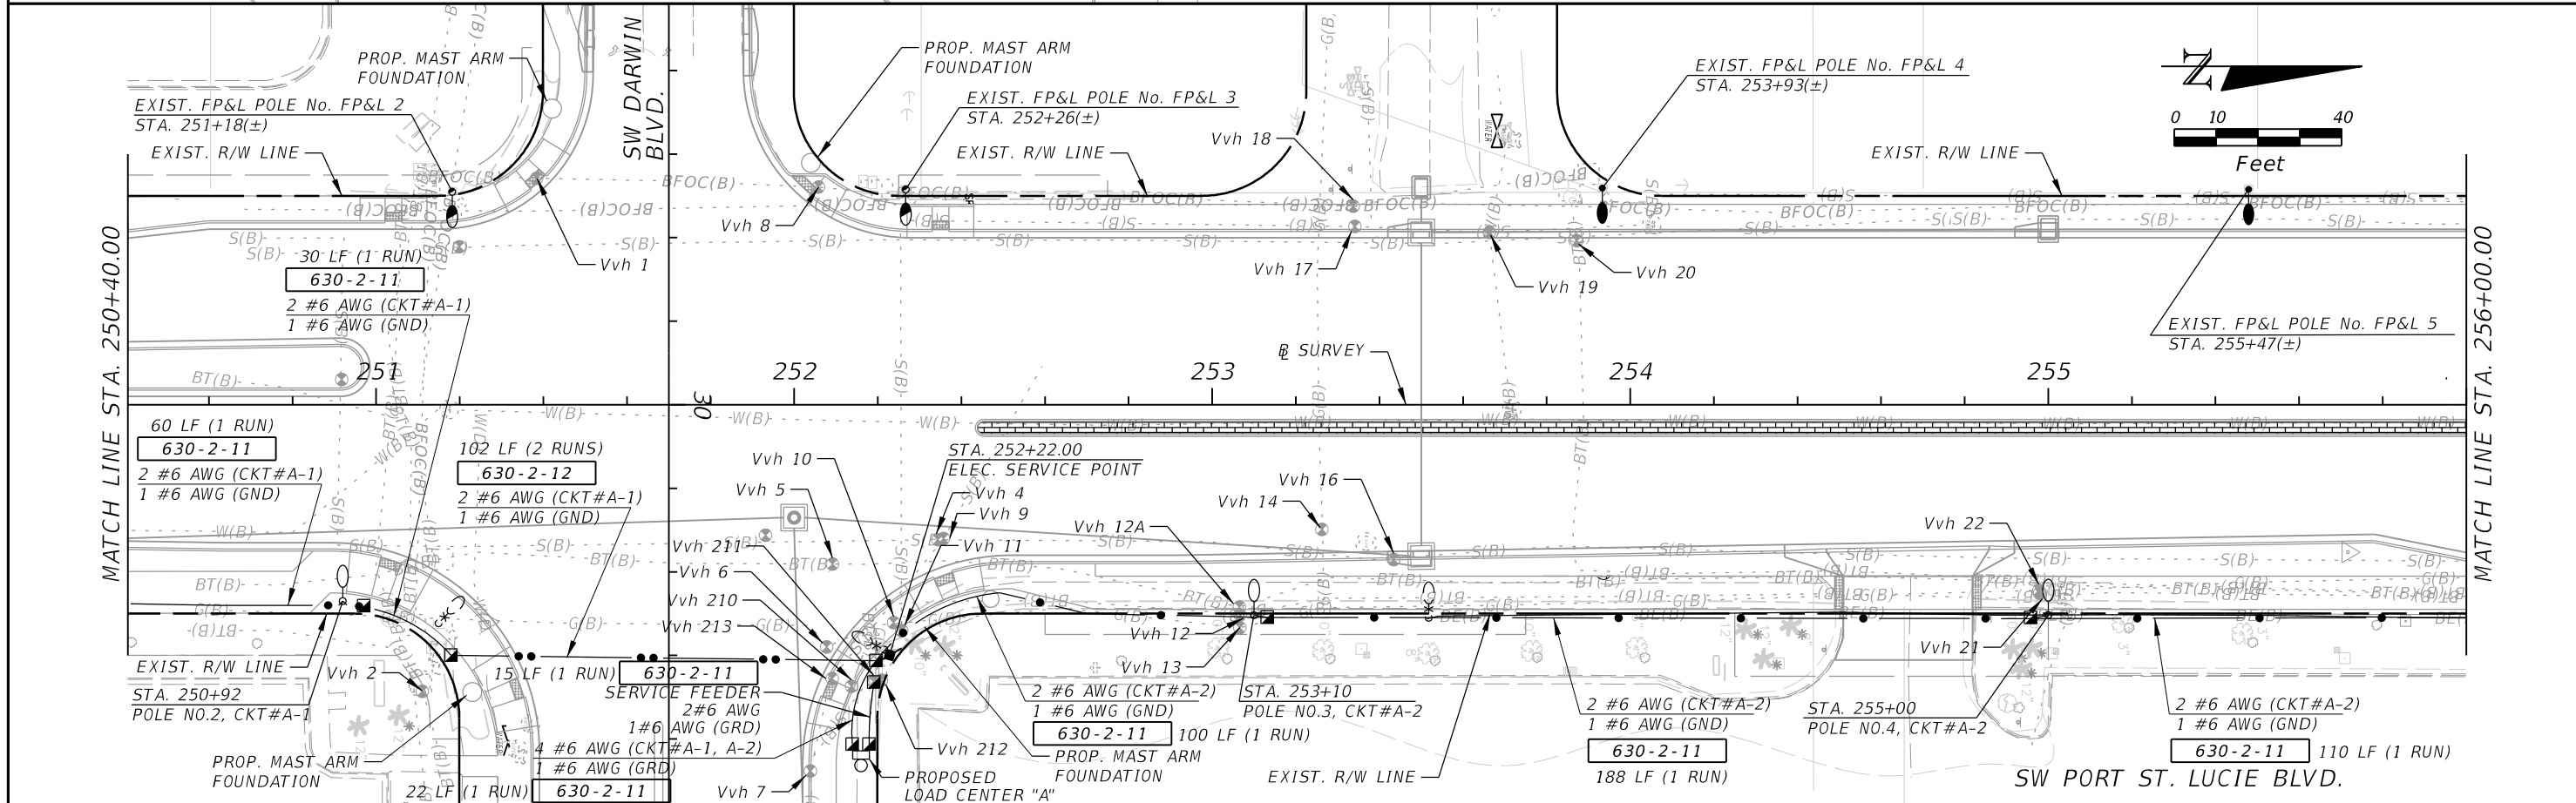 SW DARWIN
BLVD.
PROP. MAST ARM
FOUNDATION
PROP. MAST ARM
FOUNDATION
EXIST. FP&L POLE No. FP&L 2
STA. 251+18(±)
EXIST. R/W LINE
EXIST. FP&L POLE No. FP&L 3
STA. 252+26(±)
EXIST. R/W LINE
EXIST. FP&L POLE No. FP&L 4
STA. 253+93(±)
EXIST. R/W LINE
N
0 10 40
Feet
Vvh 18
Vvh 8
Vvh 1
Vvh 17
Vvh 19
Vvh 20
BFOC(B)
BFOC(B)
BFOC(B)
S(B)
S(B)
S(B)
S(B)
S(B)
MATCH LINE STA. 250+40.00
MATCH LINE STA. 256+00.00
30 LF (1 RUN)
630-2-11
2 #6 AWG (CKT#A-1)
1 #6 AWG (GND)
EXIST. FP&L POLE No. FP&L 5
STA. 255+47(±)
BL SURVEY
251
252
253
254
255
30
BT(B)
W(B)
W(B)
W(B)
60 LF (1 RUN)
630-2-11
2 #6 AWG (CKT#A-1)
1 #6 AWG (GND)
102 LF (2 RUNS)
630-2-12
2 #6 AWG (CKT#A-1)
1 #6 AWG (GND)
STA. 252+22.00
ELEC. SERVICE POINT
Vvh 10
Vvh 5
Vvh 4
Vvh 9
Vvh 11
Vvh 211
Vvh 6
Vvh 210
Vvh 213
Vvh 12A
Vvh 14
Vvh 16
Vvh 12
Vvh 13
Vvh 22
Vvh 21
EXIST. R/W LINE
STA. 250+92
POLE NO.2, CKT#A-1
Vvh 2
15 LF (1 RUN)
630-2-11
SERVICE FEEDER
2#6 AWG
1#6 AWG (GRD)
4 #6 AWG (CKT#A-1, A-2)
1 #6 AWG (GRD)
22 LF (1 RUN)
630-2-11
PROP. MAST ARM
FOUNDATION
Vvh 7
Vvh 212
PROPOSED
LOAD CENTER "A"
2 #6 AWG (CKT#A-2)
1 #6 AWG (GND)
630-2-11
100 LF (1 RUN)
PROP. MAST ARM
FOUNDATION
STA. 253+10
POLE NO.3, CKT#A-2
EXIST. R/W LINE
2 #6 AWG (CKT#A-2)
1 #6 AWG (GND)
630-2-11
188 LF (1 RUN)
STA. 255+00
POLE NO.4, CKT#A-2
2 #6 AWG (CKT#A-2)
1 #6 AWG (GND)
630-2-11
110 LF (1 RUN)
SW PORT ST. LUCIE BLVD.